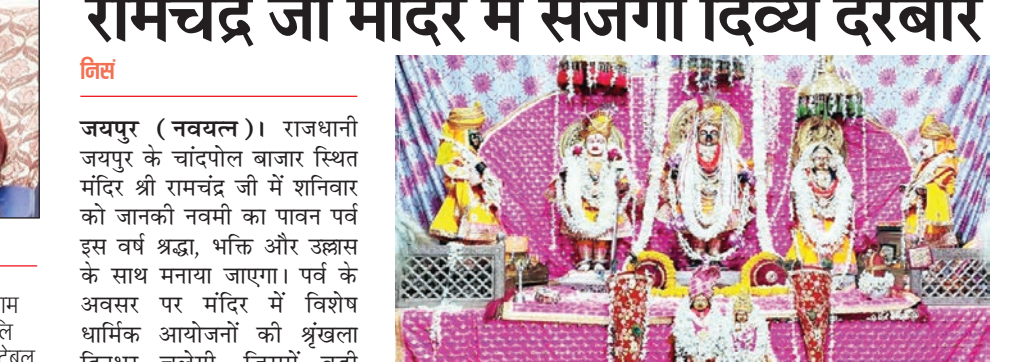 रामचंद्र जी मंदिर में सजेगा दिव्य दरबार
निसं
जयपुर (नवयत्न)। राजधानी
जयपुर के चांदपोल बाजार स्थित
मंदिर श्री रामचंद्र जी में शनिवार
को जानकी नवमी का पावन पर्व
इस वर्ष श्रद्धा, भक्ति और उल्लास
के साथ मनाया जाएगा। पर्व के
अवसर पर मंदिर में विशेष
धार्मिक आयोजनों की श्रृंखला